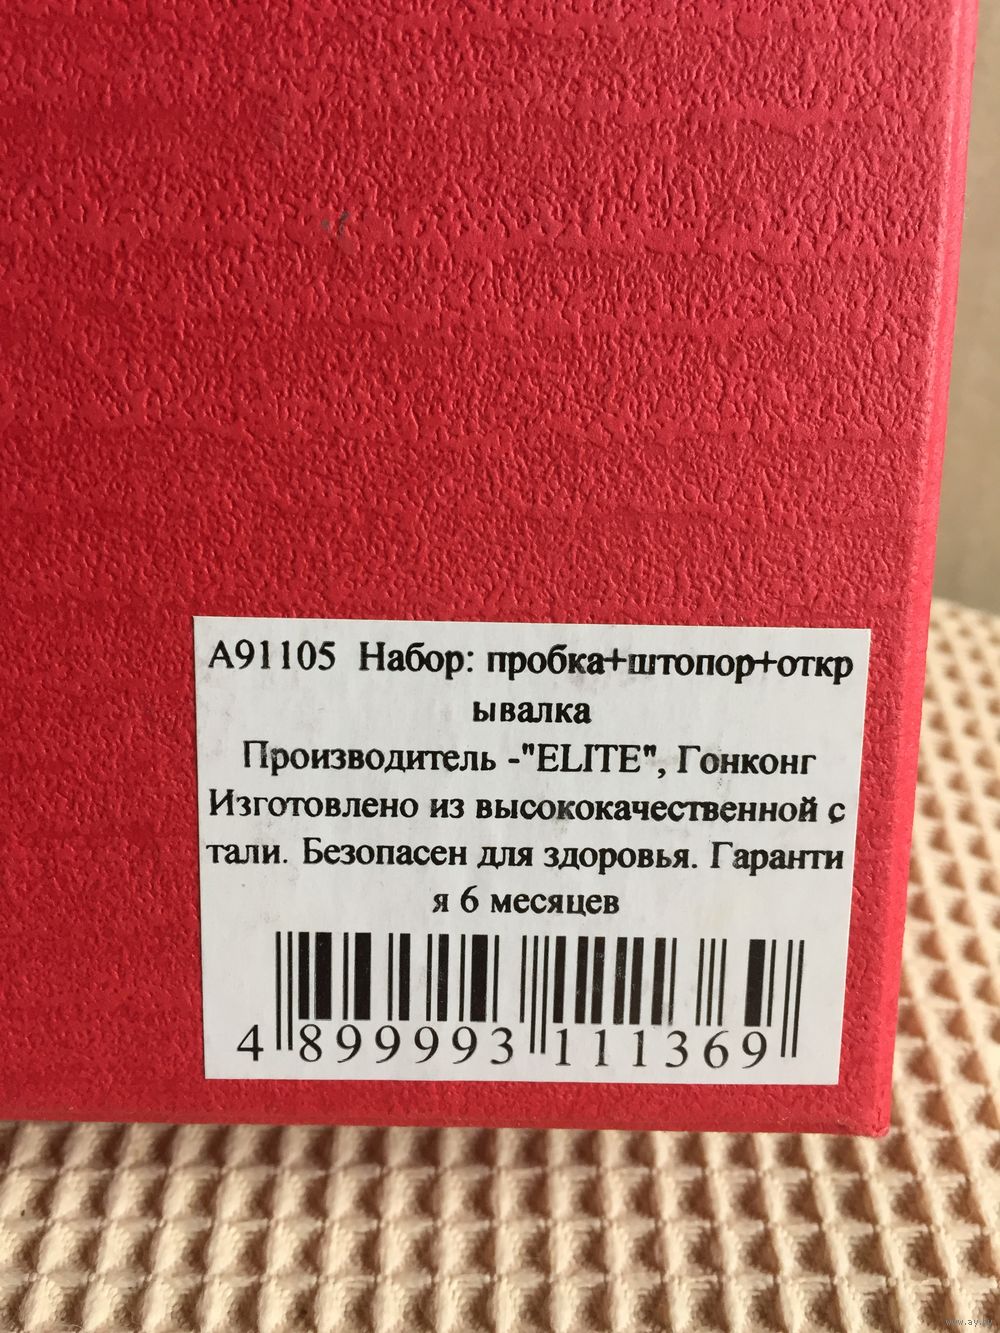 А91105 Набор: пробка+штопор+откр
ывалка
Производитель -"ELITE", Гонконг
Изготовлено из высококачественной с
тали. Безопасен для здоровья. Гаранти
я 6 месяцев
4 899993 111369